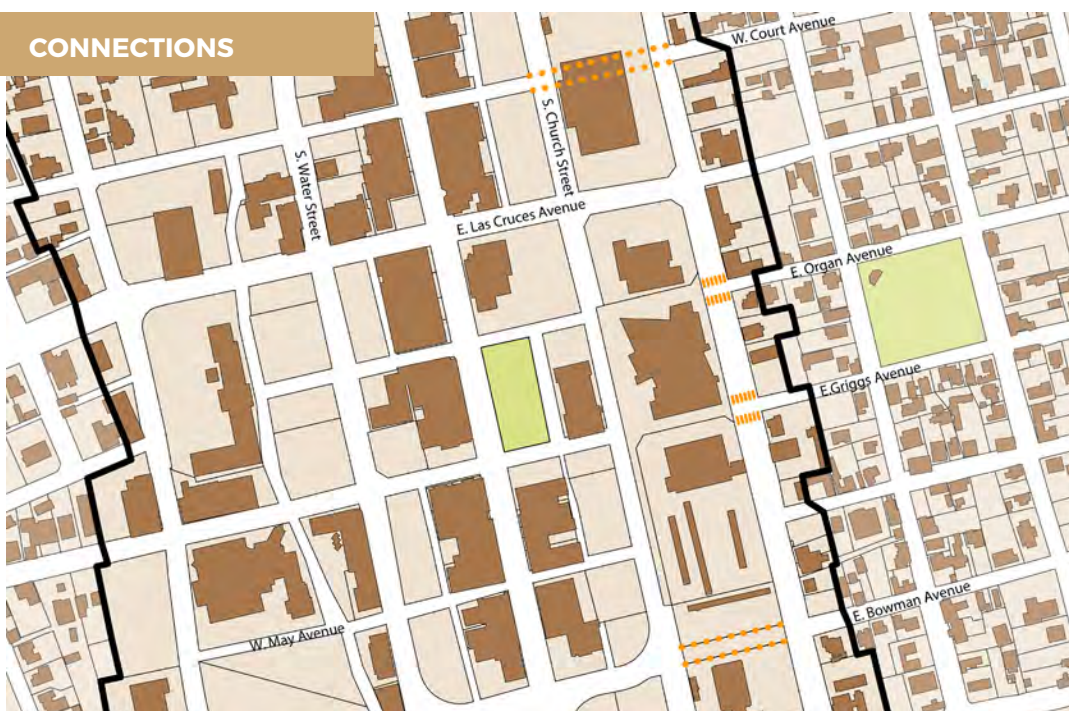 CONNECTIONS
W. Court Avenue
S. Church Street
S. Water Street
E. Las Cruces Avenue
E. Organ Avenue
E.Griggs Avenue
E. Bowman Avenue
W. May Avenue